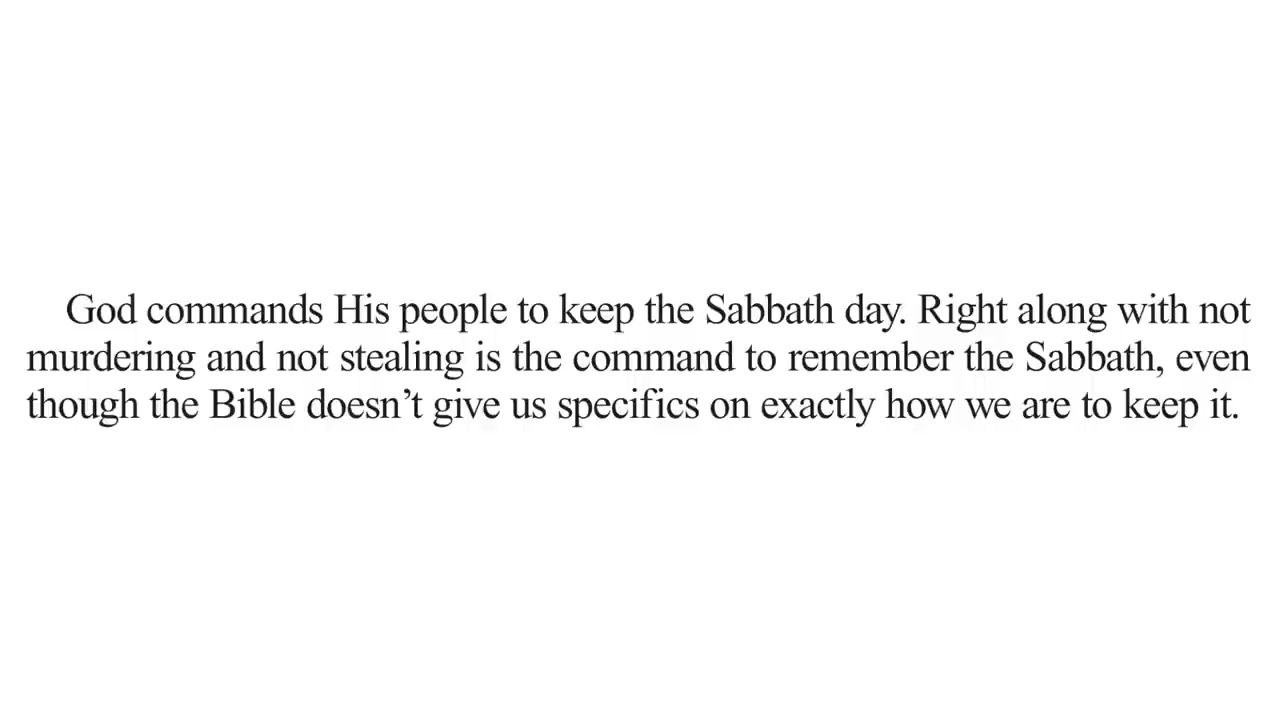 God commands His people to keep the Sabbath day. Right along with not
murdering and not stealing is the command to remember the Sabbath, even
though the Bible doesn’t give us specifics on exactly how we are to keep it.